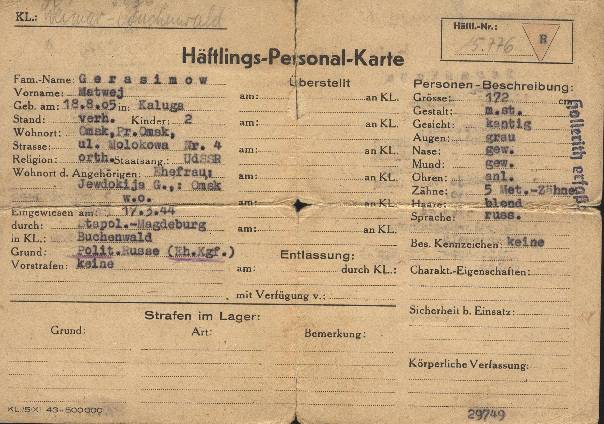 KL.: Weimar-Buchenwald
Häftl.-Nr.:
5.776
R
Häftlings-Personal-Karte
Fam.-Name: Gerasimow
Vorname: Matwej
Geb. am: 18.8.05 in: Kaluga
Stand: verh. Kinder: 2
Wohnort: Omsk,Pr.Omsk,
Strasse: ul. Molokowa Nr. 4
Religion: orth. Staatsang.: UdSSR
Wohnort d. Angehörigen: Ehefrau:
Jewdokija G.,: Omsk
w.o.
Eingewiesen am: 17.3.44
durch: Stapol.-Magdeburg
in KL.: Buchenwald
Grund: Polit.Russe (Eh.Kgf.)
Vorstrafen: keine
Überstellt
am: an KL.
am: an KL.
am: an KL.
am: an KL.
am: an KL.
am: an KL.
Entlassung:
am: durch KL.:
, mit Verfügung v.:
Personen-Beschreibung:
Grösse: 172 cm
Gestalt: m.st.
Gesicht: kantig
Augen: grau
Nase: gew.
Mund: gew.
Ohren: anl.
Zähne: 5 Met.-Zähne
Haare: blond
Sprache: russ.
Bes. Kennzeichen: keine
Charakt.-Eigenschaften:
Sicherheit b. Einsatz:
Körperliche Verfassung:
Hollerith erfaßt
Strafen im Lager:
Grund: Art: Bemerkung:
KL/5/XI 43-500000
29749